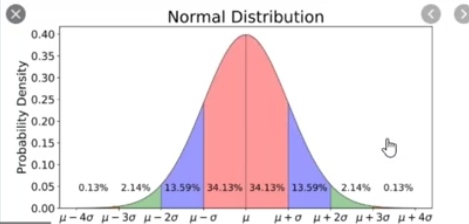 Normal Distribution
Probability Density
0.40
0.35
0.30
0.25
0.20
0.15
0.10
0.05
0.00
0.13% 2.14% 13.59% 34.13% 34.13% 13.59% 2.14% 0.13%
μ − 4σ μ − 3σ μ − 2σ μ − σ μ μ + σ μ + 2σ μ + 3σ μ + 4σ